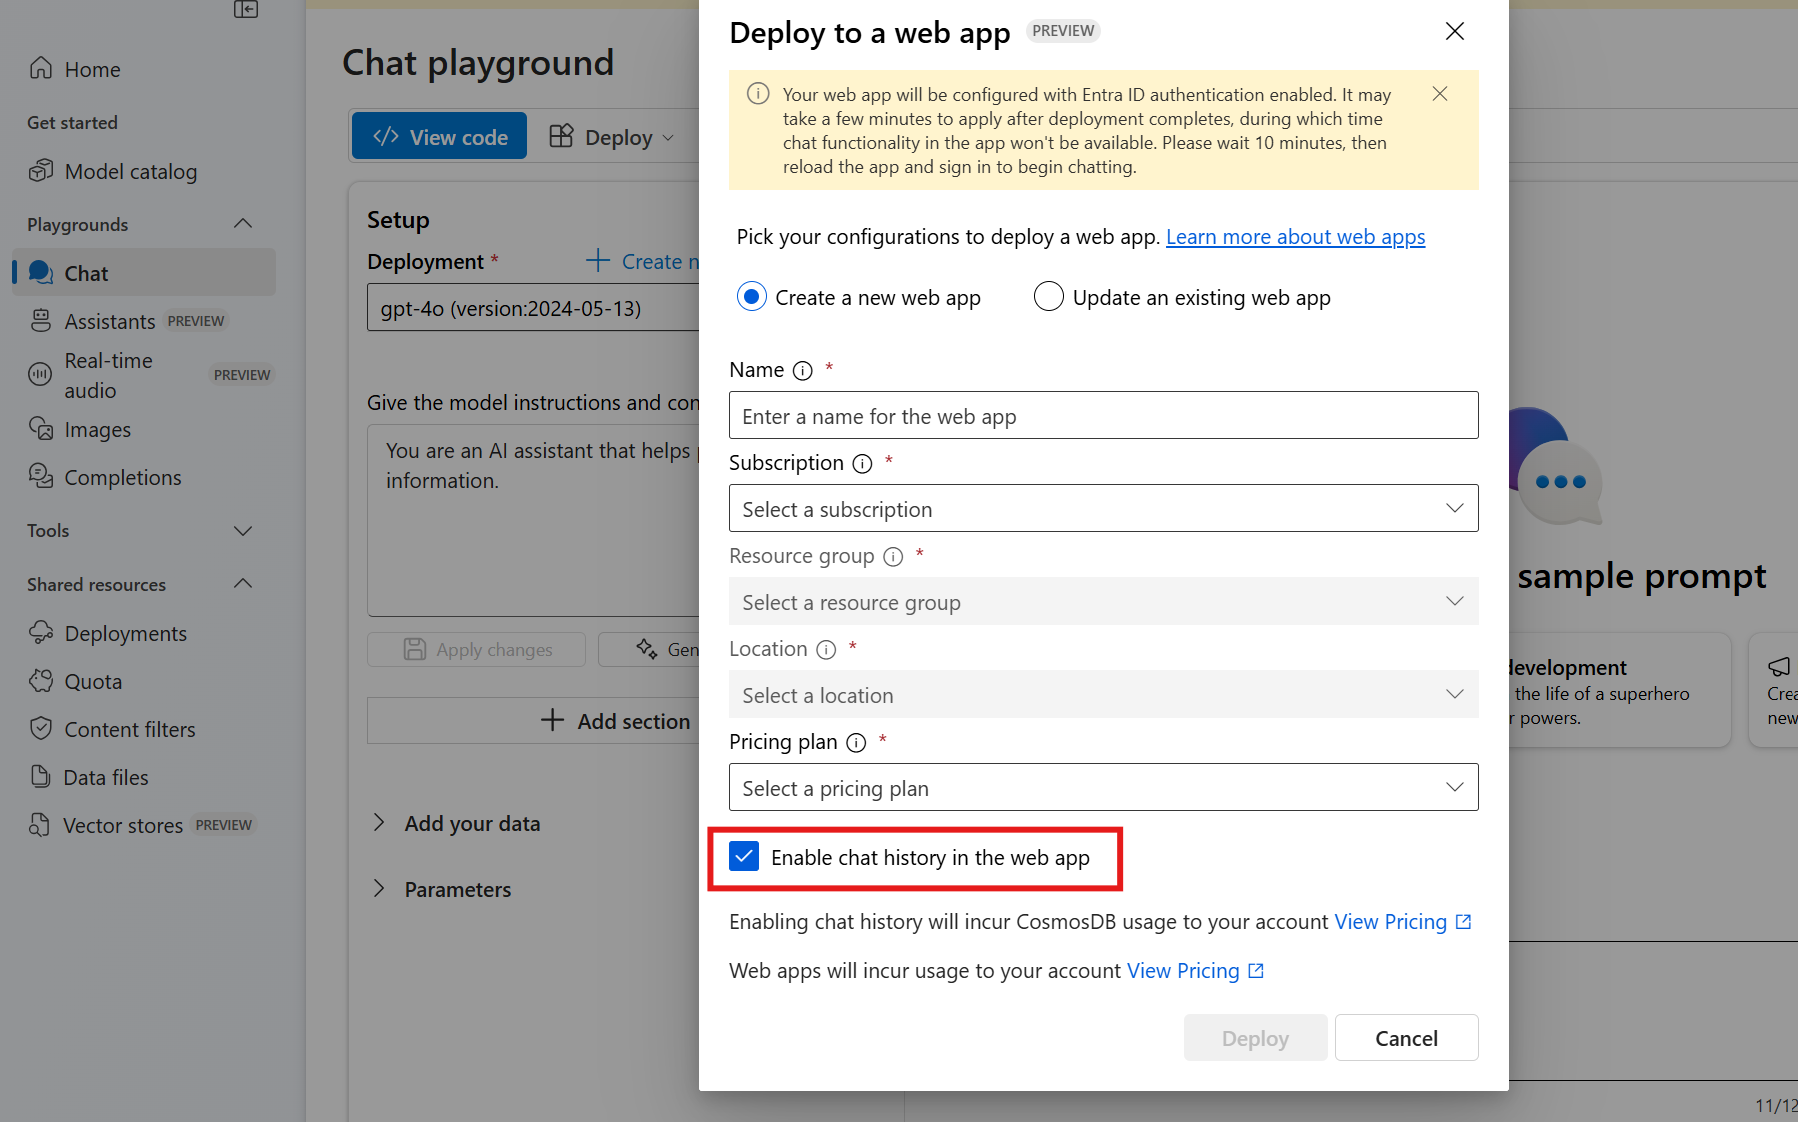 Home
Get started
Model catalog
Playgrounds
Chat
Assistants PREVIEW
Real-time
audio
PREVIEW
Images
Completions
Tools
Shared resources
Deployments
Quota
Content filters
Data files
Vector stores PREVIEW
Chat playground
View code
Deploy
Setup
Deployment *
Create
gpt-4o (version:2024-05-13)
Give the model instructions and
You are an AI assistant that helps
information.
Apply changes
Add section
Add your data
Parameters
Deploy to a web app PREVIEW
Your web app will be configured with Entra ID authentication enabled. It may
take a few minutes to apply after deployment completes, during which time
chat functionality in the app won't be available. Please wait 10 minutes, then
reload the app and sign in to begin chatting.
Pick your configurations to deploy a web app. Learn more about web apps
Create a new web app
Update an existing web app
Name *
Enter a name for the web app
Subscription *
Select a subscription
Resource group *
Select a resource group
Location *
Select a location
Pricing plan *
Select a pricing plan
Enable chat history in the web app
Enabling chat history will incur CosmosDB usage to your account View Pricing
Web apps will incur usage to your account View Pricing
Deploy
Cancel
sample prompt
development
the life of a superhero
powers.
new
11/12